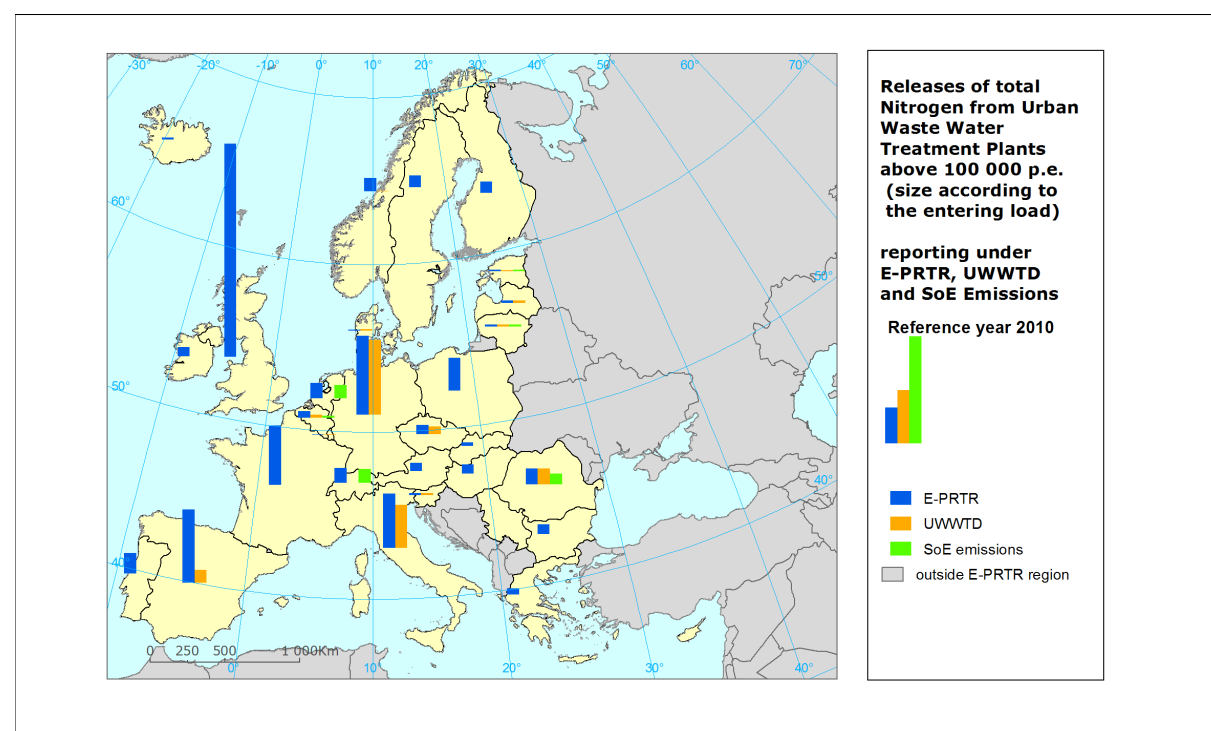 -30°
-20°
-10°
0°
10°
20°
30°
40°
50°
60°
70°
60°
50°
50°
40°
40°
0 250 500 1 000Km
0°
10°
20°
30°
40°
Releases of total
Nitrogen from Urban
Waste Water
Treatment Plants
above 100 000 p.e.
(size according to
the entering load)
reporting under
E-PRTR, UWWTD
and SoE Emissions
Reference year 2010
E-PRTR
UWWTD
SoE emissions
outside E-PRTR region